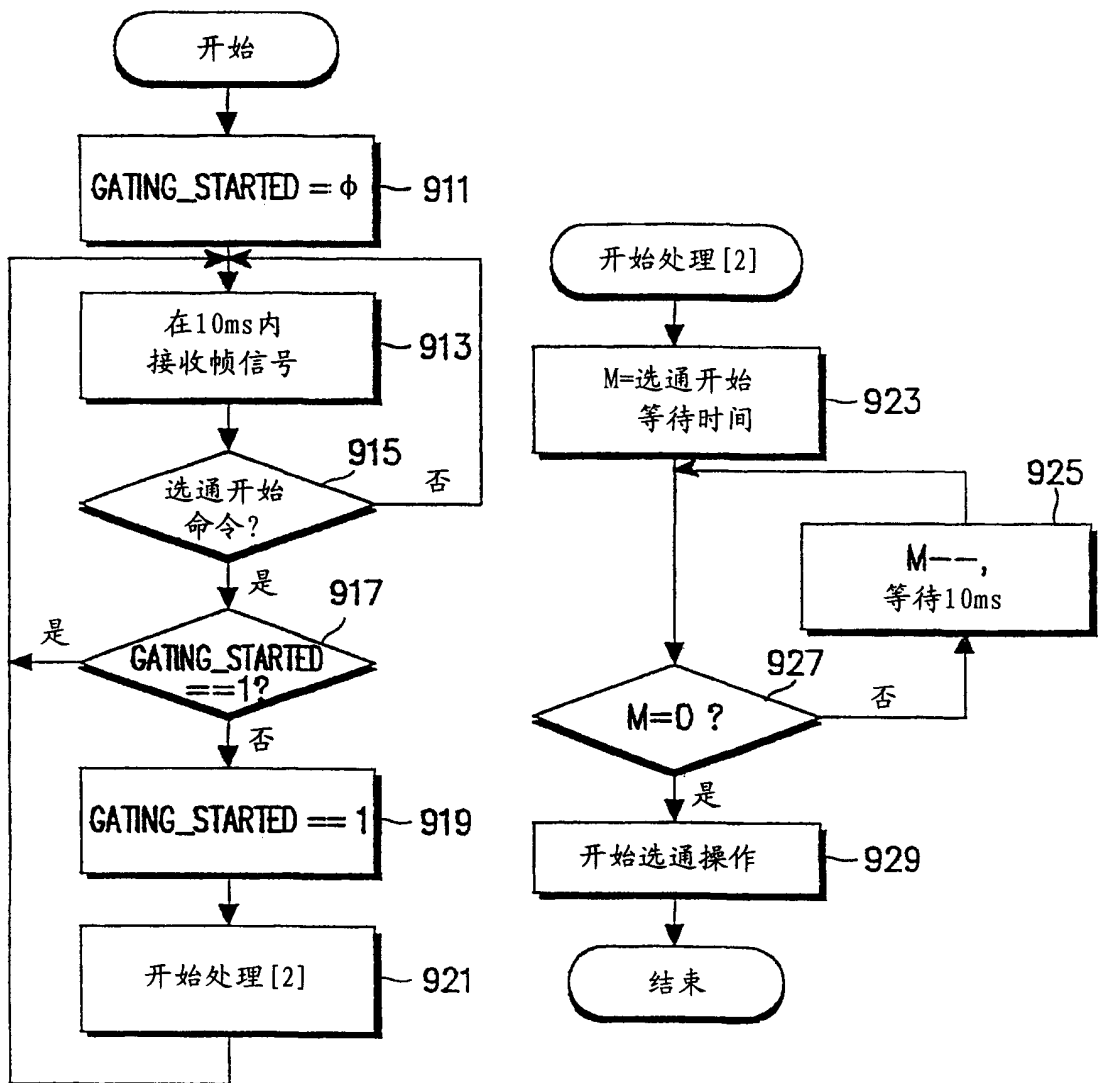 开始
GATING_STARTED = φ
911
在10ms内
接收帧信号
913
915
选通开始
命令?
否
是
917
是
GATING_STARTED
==1?
否
GATING_STARTED == 1
919
开始处理[2]
921
开始处理[2]
M=选通开始
等待时间
923
925
M--,
等待10ms
927
M=0 ?
否
是
开始选通操作
929
结束